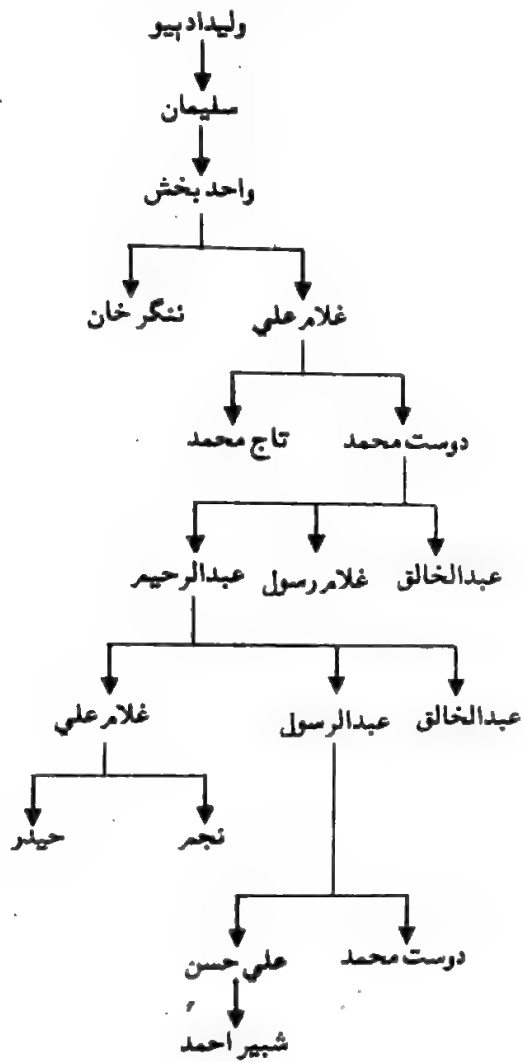 وليداد ٻيو
سليمان
واحد بخش
غلام علي ننگر خان
دوست محمد تاج محمد
عبدالخالق غلام رسول عبدالرحيم
عبدالخالق عبدالرسول غلام علي
نجم حيدر
دوست محمد علي حسن
شبير احمد